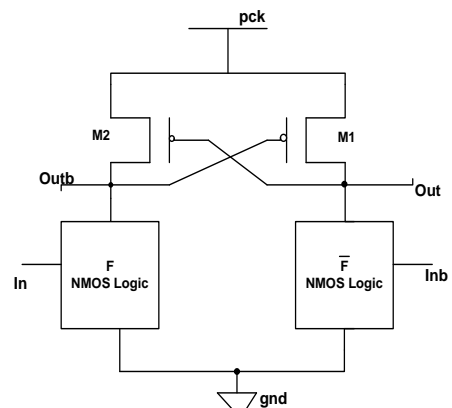 pck
M2
M1
Outb
Out
F
NMOS Logic
F̅
NMOS Logic
In
Inb
gnd